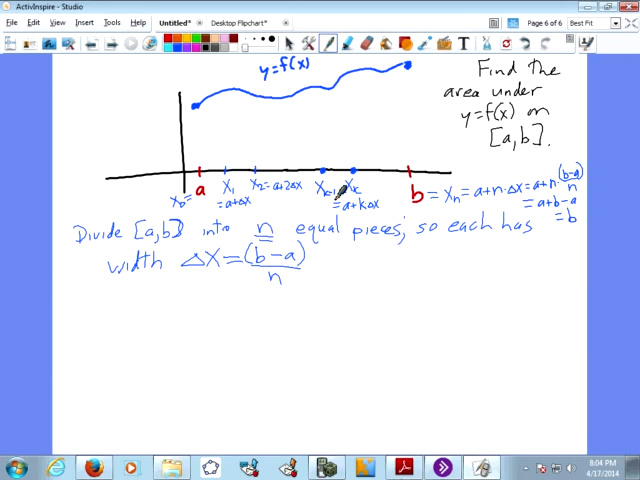 ActivInspire - Studio
File Edit View Insert Tools Help
Untitled*
Desktop Flipchart*
Page 6 of 6
Best Fit
y=f(x)
Find the
area under
y=f(x) on
[a,b].
x₀= a
x₁
=a+Δx
x₂=a+2Δx
xₖ₋₁
xₖ
=a+kΔx
b = xₙ=a+n·Δx=a+n·(b-a)/n
=a+b-a
=b
Divide [a,b] into n equal pieces, so each has
width Δx=(b-a)/n
8:04 PM
4/17/2014